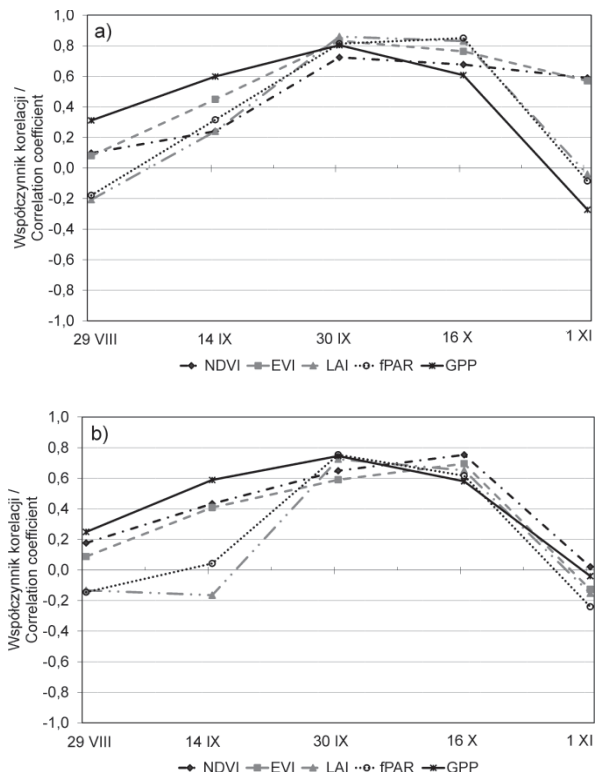 a)
Współczynnik korelacji /
Correlation coefficient
1,0
0,8
0,6
0,4
0,2
0,0
-0,2
-0,4
-0,6
-0,8
-1,0
29 VIII 14 IX 30 IX 16 X 1 XI
NDVI EVI LAI fPAR GPP
b)
Współczynnik korelacji /
Correlation coefficient
1,0
0,8
0,6
0,4
0,2
0,0
-0,2
-0,4
-0,6
-0,8
-1,0
29 VIII 14 IX 30 IX 16 X 1 XI
NDVI EVI LAI fPAR GPP